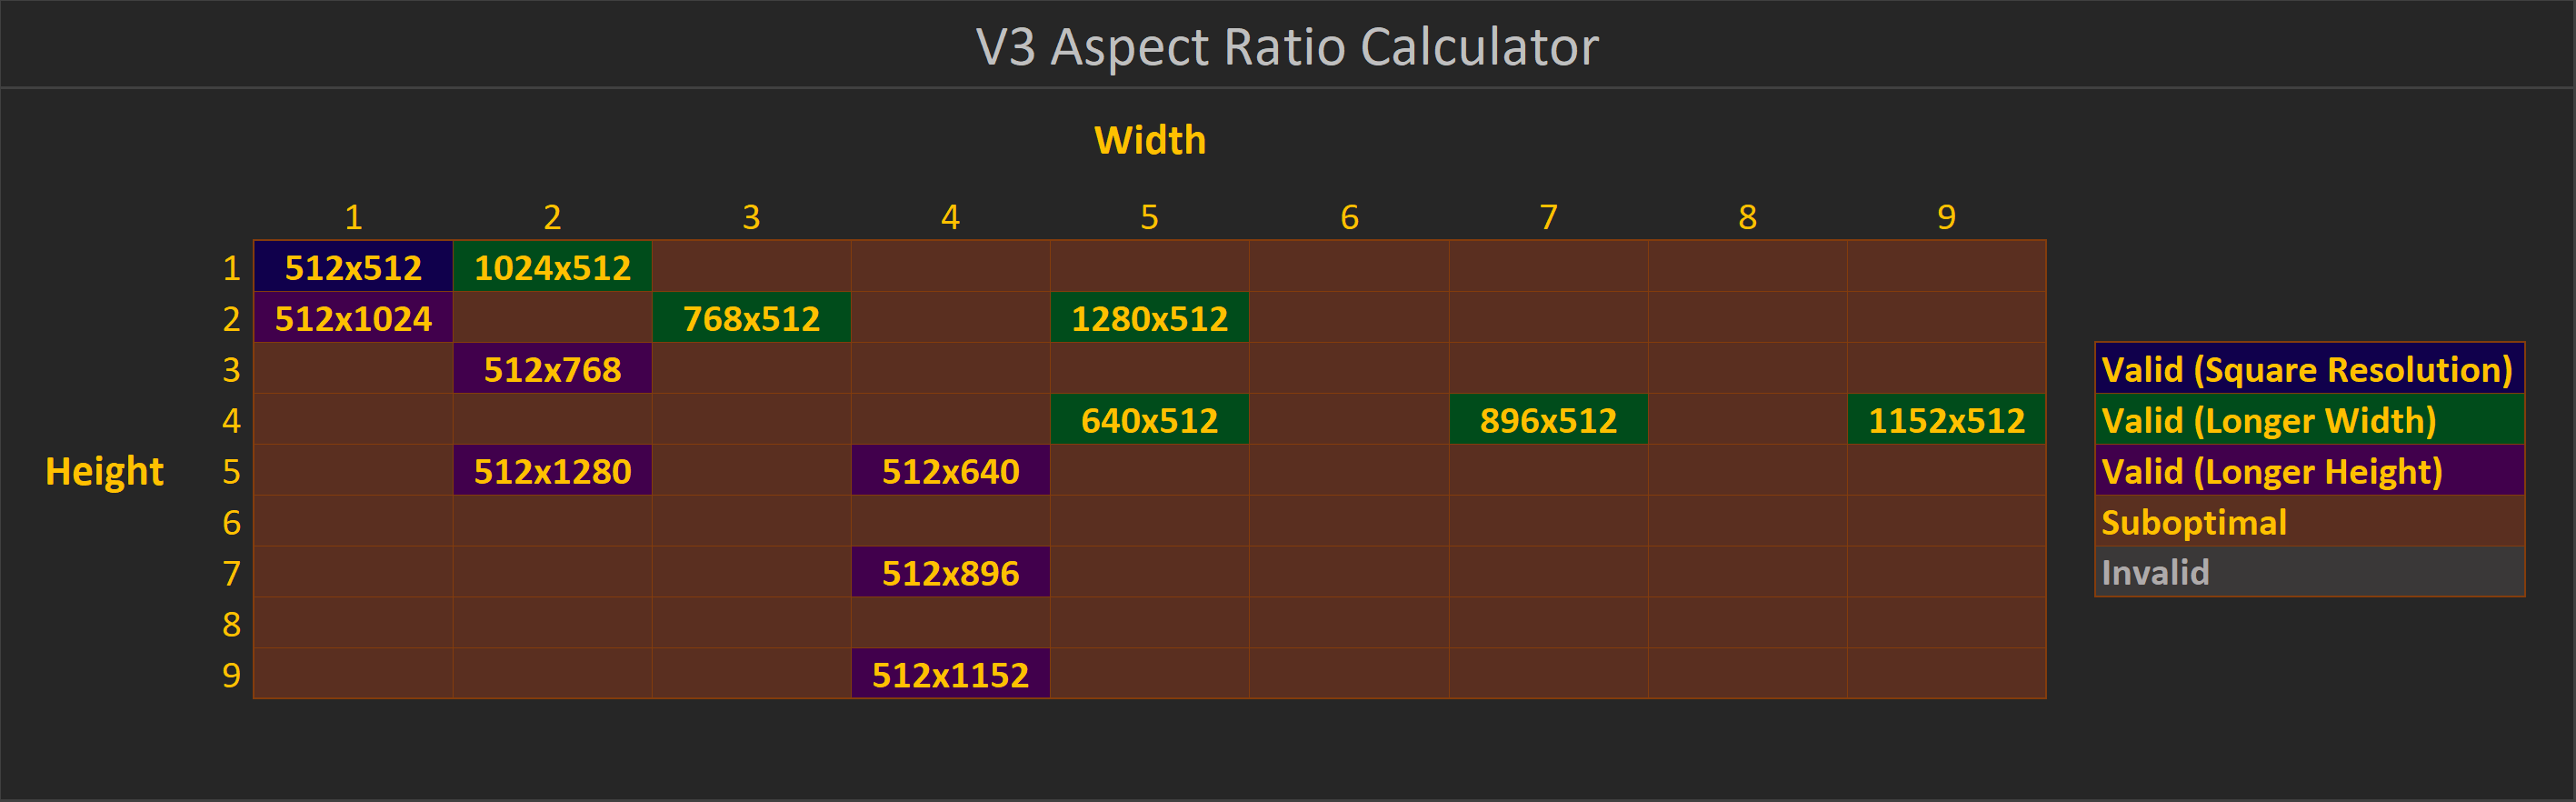 V3 Aspect Ratio Calculator
Width
1 2 3 4 5 6 7 8 9
1 512x512 1024x512
2 512x1024 768x512 1280x512
3 512x768 Valid (Square Resolution)
4 640x512 896x512 1152x512 Valid (Longer Width)
Height 5 512x1280 512x640 Valid (Longer Height)
6 Suboptimal
7 512x896 Invalid
8
9 512x1152